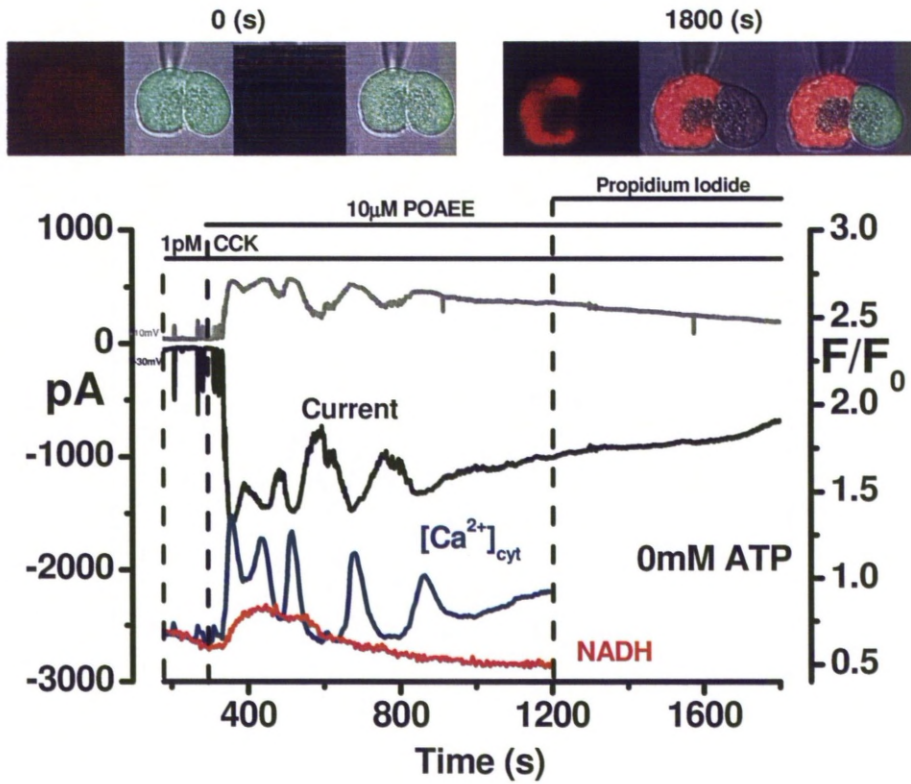 0 (s)
1800 (s)
Propidium Iodide
10μM POAEE
1pM CCK
1000
0
-1000
-2000
-3000
pA
-30mV
Current
[Ca²⁺]cyt
NADH
0mM ATP
3.0
2.5
2.0
1.5
1.0
0.5
F/F₀
400
800
1200
1600
Time (s)